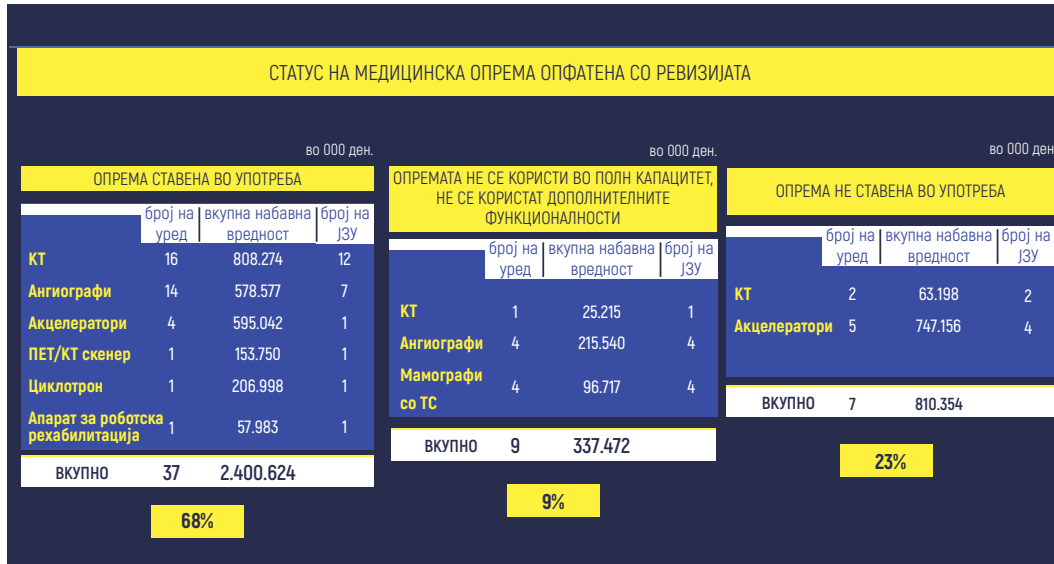 СТАТУС НА МЕДИЦИНСКА ОПРЕМА ОПФАТЕНА СО РЕВИЗИЈАТА
во 000 ден.
ОПРЕМА СТАВЕНА ВО УПОТРЕБА
број на уред вкупна набавна вредност број на ЈЗУ
КТ 16 808.274 12
Ангиографи 14 578.577 7
Акцелератори 4 595.042 1
ПЕТ/КТ скенер 1 153.750 1
Циклотрон 1 206.998 1
Апарат за роботска
рехабилитација 1 57.983 1
ВКУПНО 37 2.400.624
68%
во 000 ден.
ОПРЕМАТА НЕ СЕ КОРИСТИ ВО ПОЛН КАПАЦИТЕТ,
НЕ СЕ КОРИСТАТ ДОПОЛНИТЕЛНИТЕ
ФУНКЦИОНАЛНОСТИ
број на уред вкупна набавна вредност број на ЈЗУ
КТ 1 25.215 1
Ангиографи 4 215.540 4
Мамографи
со ТС 4 96.717 4
ВКУПНО 9 337.472
9%
во 000 ден
ОПРЕМА НЕ СТАВЕНА ВО УПОТРЕБА
број на уред вкупна набавна вредност број на ЈЗУ
КТ 2 63.198 2
Акцелератори 5 747.156 4
ВКУПНО 7 810.354
23%